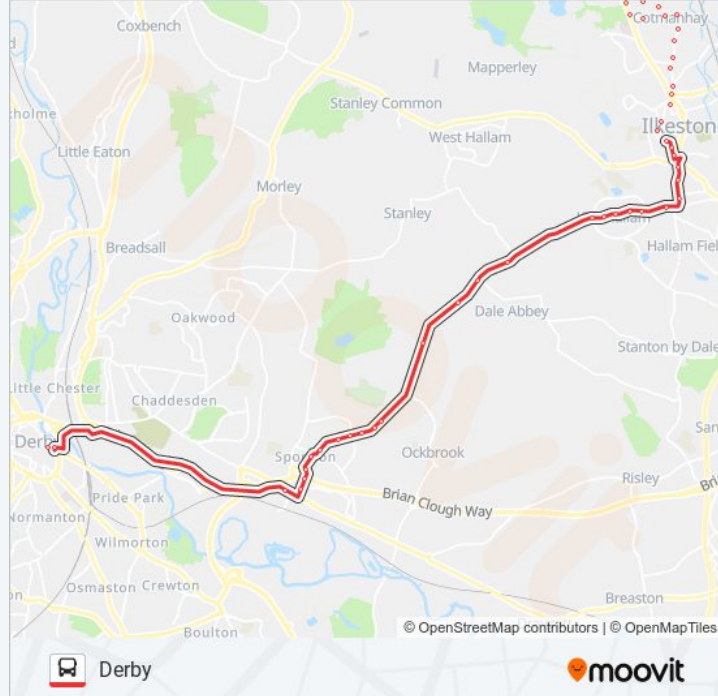 Cotmanhay
Coxbench
Mapperley
Stanley Common
Ilkeston
West Hallam
Little Eaton
Morley
Stanley
Breadsall
Hallam Field
Dale Abbey
Oakwood
Stanton by Dale
Little Chester
Chaddesden
Derby
Ockbrook
Risley
Pride Park
Brian Clough Way
Normanton
Wilmorton
Osmaston
Crewton
Breaston
Boulton
© OpenStreetMap contributors | © OpenMapTiles
Derby
moovit